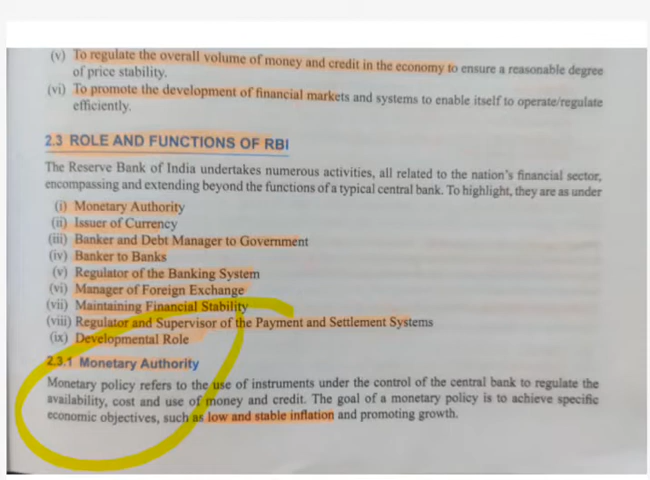 (v) To regulate the overall volume of money and credit in the economy to ensure a reasonable degree
of price stability.
(vi) To promote the development of financial markets and systems to enable itself to operate/regulate
efficiently.
2.3 ROLE AND FUNCTIONS OF RBI
The Reserve Bank of India undertakes numerous activities, all related to the nation's financial sector,
encompassing and extending beyond the functions of a typical central bank. To highlight, they are as under
(i) Monetary Authority
(ii) Issuer of Currency
(iii) Banker and Debt Manager to Government
(iv) Banker to Banks
(v) Regulator of the Banking System
(vi) Manager of Foreign Exchange
(vii) Maintaining Financial Stability
(viii) Regulator and Supervisor of the Payment and Settlement Systems
(ix) Developmental Role
2.3.1 Monetary Authority
Monetary policy refers to the use of instruments under the control of the central bank to regulate the
availability, cost and use of money and credit. The goal of a monetary policy is to achieve specific
economic objectives, such as low and stable inflation and promoting growth.